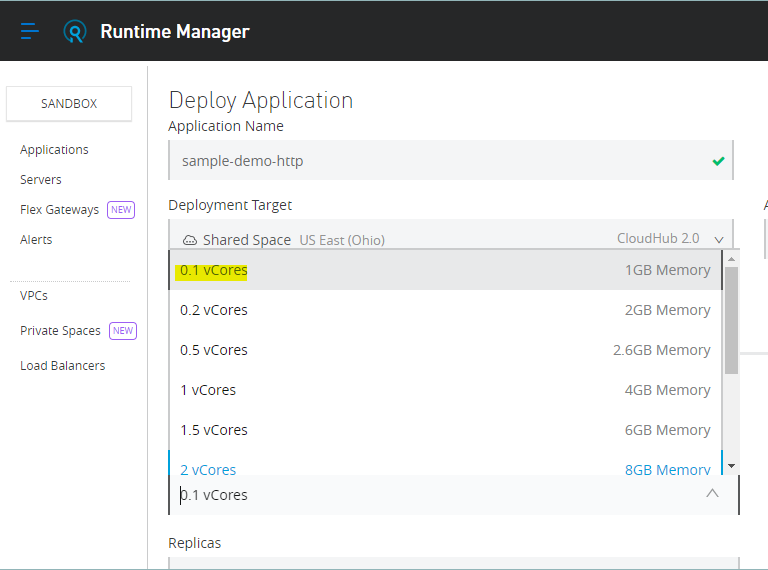 Runtime Manager
SANDBOX
Applications
Servers
Flex Gateways NEW
Alerts
VPCs
Private Spaces NEW
Load Balancers
Deploy Application
Application Name
sample-demo-http
Deployment Target
Shared Space US East (Ohio) CloudHub 2.0
0.1 vCores 1GB Memory
0.2 vCores 2GB Memory
0.5 vCores 2.6GB Memory
1 vCores 4GB Memory
1.5 vCores 6GB Memory
2 vCores 8GB Memory
0.1 vCores
Replicas